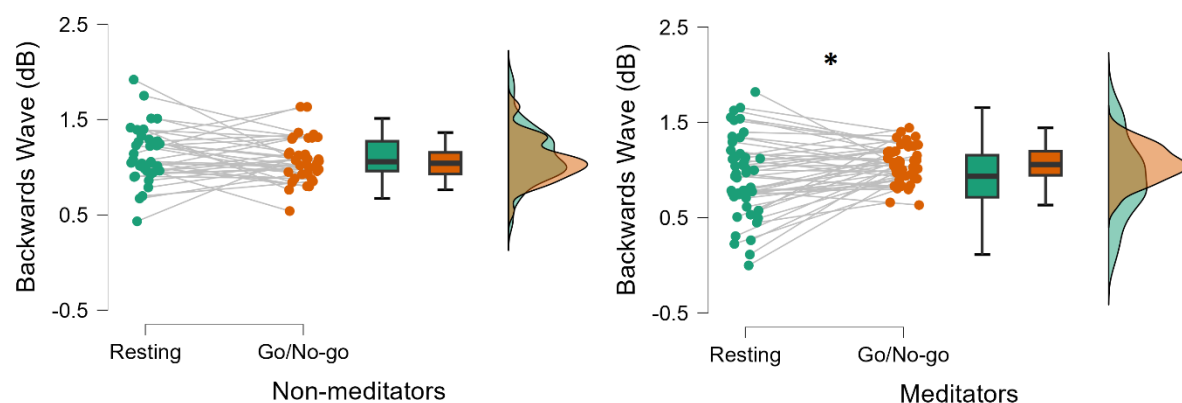 Backwards Wave (dB)
2.5
1.5
0.5
-0.5
Resting
Go/No-go
Non-meditators
Backwards Wave (dB)
2.5
1.5
0.5
-0.5
*
Resting
Go/No-go
Meditators